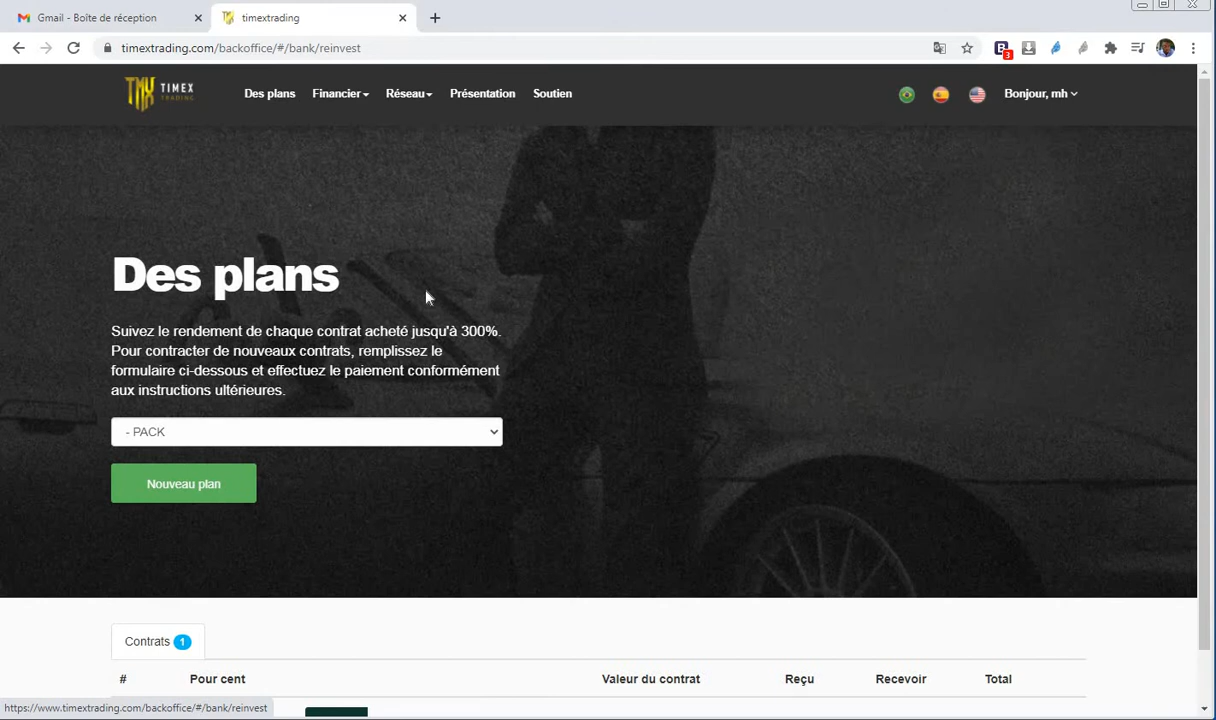 Gmail - Boîte de réception
timextrading
timextrading.com/backoffice/#/bank/reinvest
3
TMX TIMEX TRADING
Des plans
Financier
Réseau
Présentation
Soutien
Bonjour, mh
Des plans
Suivez le rendement de chaque contrat acheté jusqu'à 300%.
Pour contracter de nouveaux contrats, remplissez le
formulaire ci-dessous et effectuez le paiement conformément
aux instructions ultérieures.
- PACK
Nouveau plan
Contrats 1
# Pour cent Valeur du contrat Reçu Recevoir Total
https://www.timextrading.com/backoffice/#/bank/reinvest